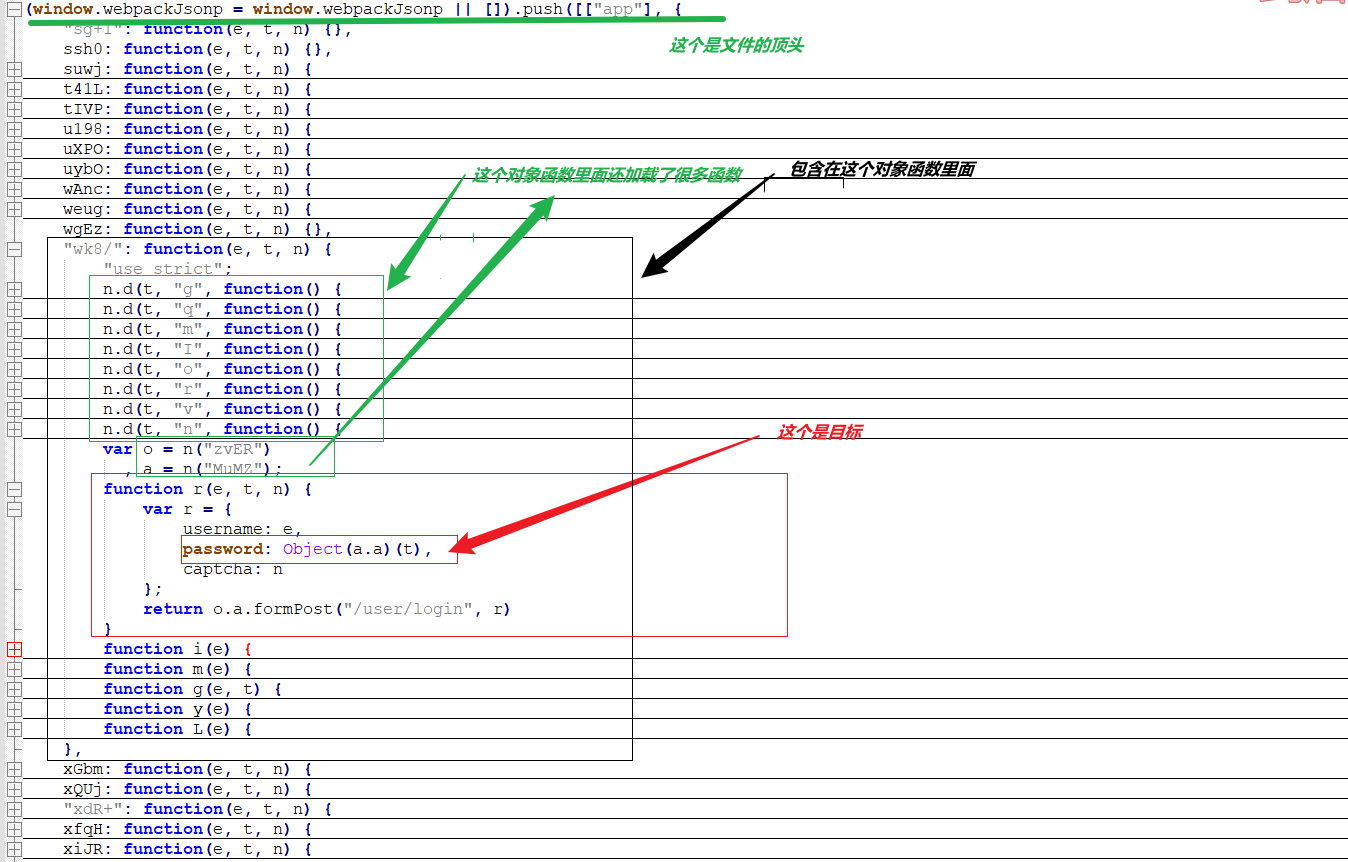 (window.webpackJsonp = window.webpackJsonp || []).push([["app"], {
"sg+1": function(e, t, n) {},
这个是文件的顶头
ssh0: function(e, t, n) {},
suwj: function(e, t, n) {
t41L: function(e, t, n) {
tIVP: function(e, t, n) {
u198: function(e, t, n) {
uXPO: function(e, t, n) {
uybO: function(e, t, n) {
这个对象函数里面还加载了很多函数
包含在这个对象函数里面
wAnc: function(e, t, n) {
weug: function(e, t, n) {
wgEz: function(e, t, n) {},
"wk8/": function(e, t, n) {
"use strict";
n.d(t, "g", function() {
n.d(t, "q", function() {
n.d(t, "m", function() {
n.d(t, "I", function() {
n.d(t, "o", function() {
n.d(t, "r", function() {
n.d(t, "v", function() {
n.d(t, "n", function() {
这个是目标
var o = n("zvER")
, a = n("MuMZ");
function r(e, t, n) {
var r = {
username: e,
password: Object(a.a)(t),
captcha: n
};
return o.a.formPost("/user/login", r)
}
function i(e) {
function m(e) {
function g(e, t) {
function y(e) {
function L(e) {
},
xGbm: function(e, t, n) {
xQUj: function(e, t, n) {
"xdR+": function(e, t, n) {
xfqH: function(e, t, n) {
xiJR: function(e, t, n) {